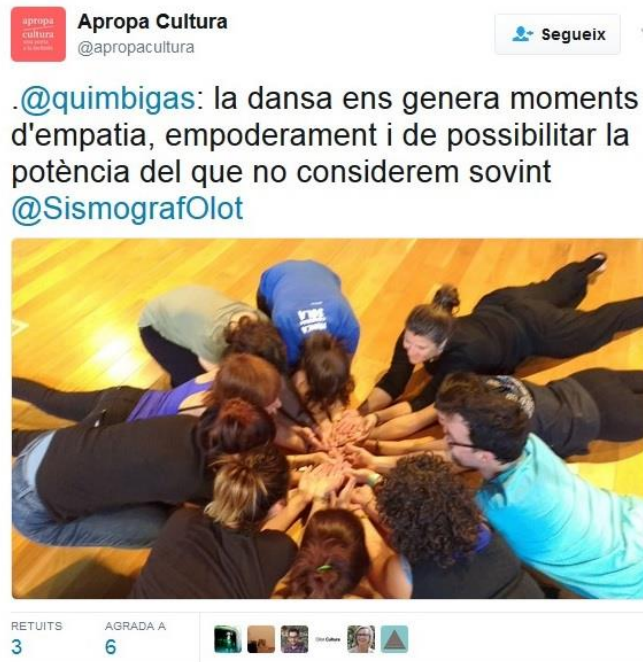 apropa
cultura
Apropa Cultura
@apropacultura
Segueix
.@quimbigas: la dansa ens genera moments
d'empatia, empoderament i de possibilitar la
potència del que no considerem sovint
@SismografOlot
SOLA
RETUITS
AGRADA A
3
6